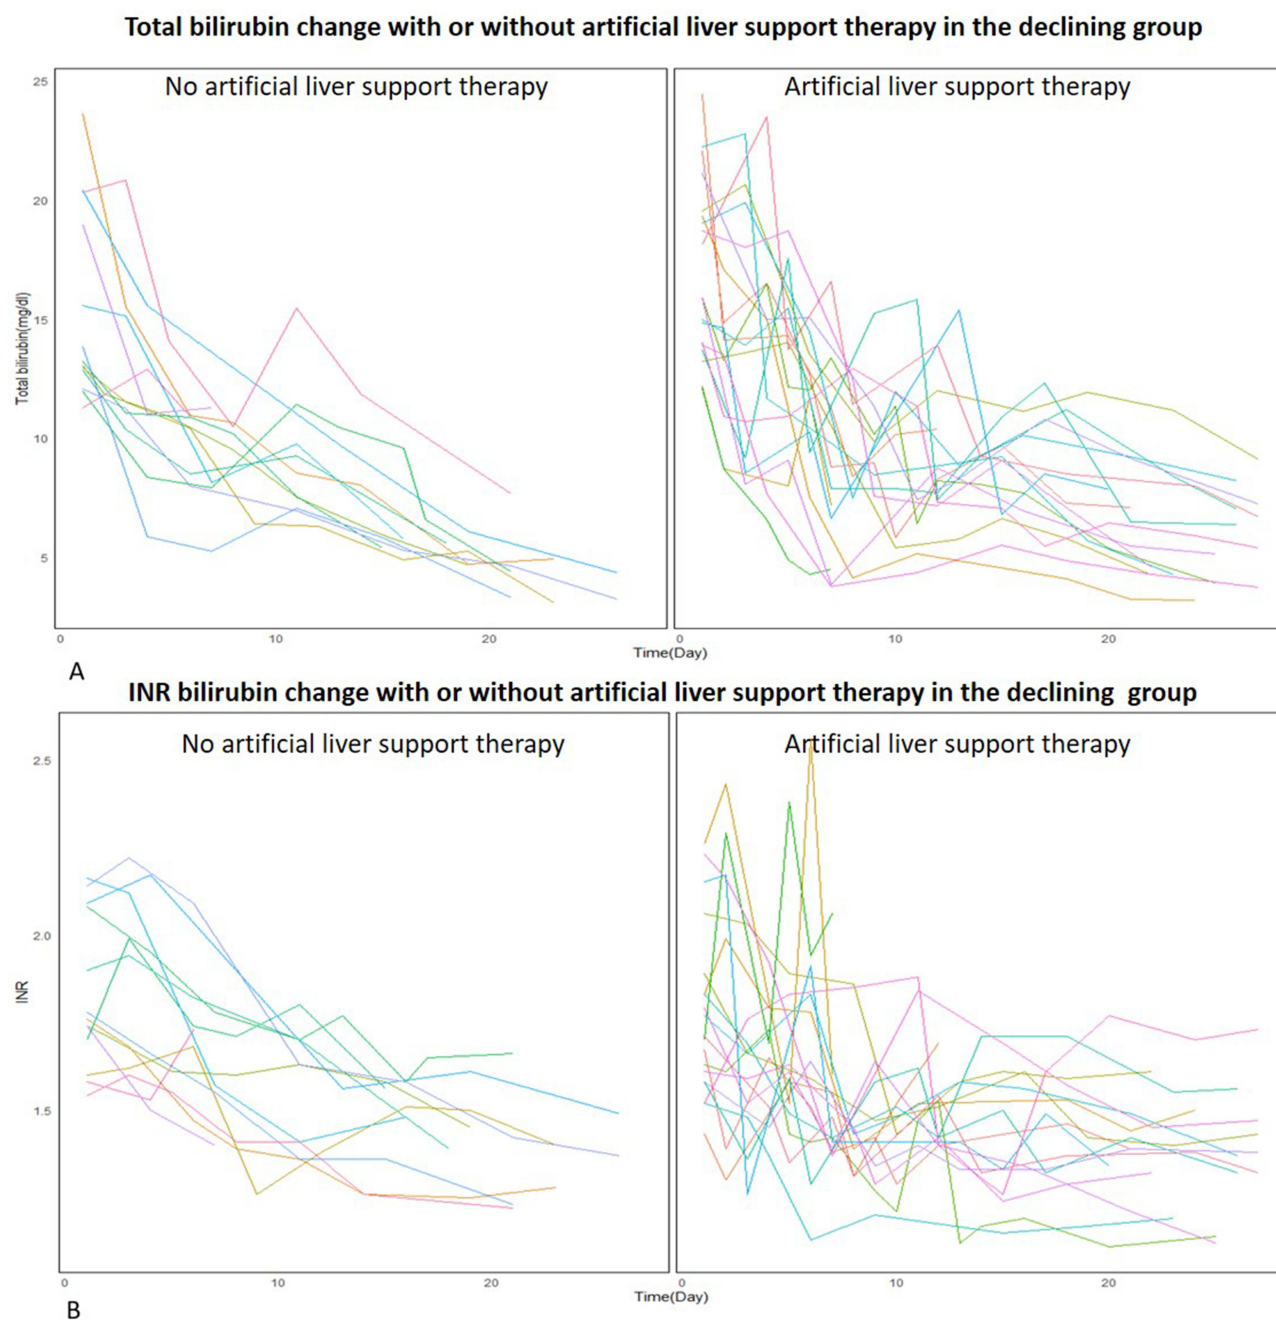 Total bilirubin change with or without artificial liver support therapy in the declining group
No artificial liver support therapy
Artificial liver support therapy
25
20
15
10
5
Total bilirubin(mg/dl)
0
10
20
0
10
20
Time(Day)
A
INR bilirubin change with or without artificial liver support therapy in the declining group
No artificial liver support therapy
Artificial liver support therapy
2.5
2.0
1.5
INR
0
10
20
0
10
20
Time(Day)
B